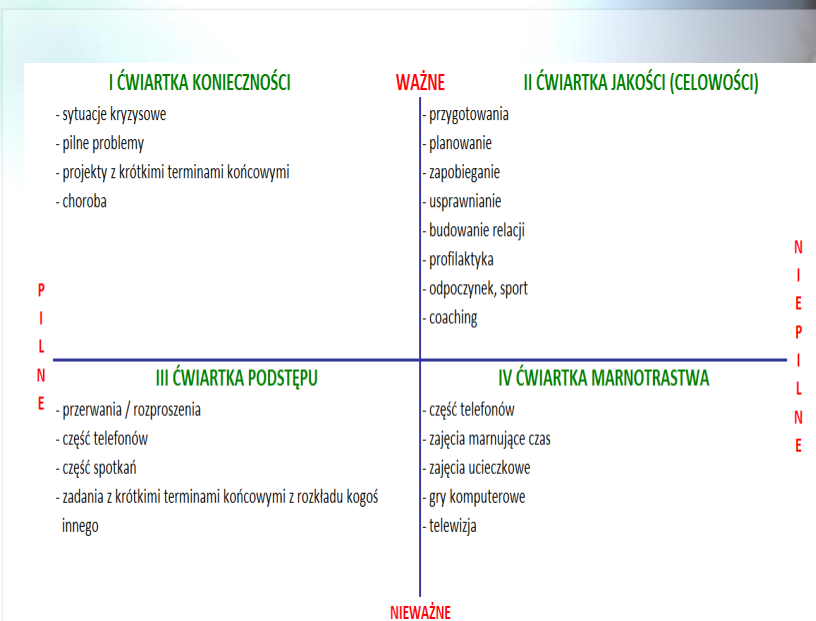 I ĆWIARTKA KONIECZNOŚCI
- sytuacje kryzysowe
- pilne problemy
- projekty z krótkimi terminami końcowymi
- choroba
WAŻNE
II ĆWIARTKA JAKOŚCI (CELOWOŚCI)
- przygotowania
- planowanie
- zapobieganie
- usprawnianie
- budowanie relacji
- profilaktyka
- odpoczynek, sport
- coaching
PILNE
NIEPILNE
III ĆWIARTKA PODSTĘPU
- przerwania / rozproszenia
- część telefonów
- część spotkań
- zadania z krótkimi terminami końcowymi z rozkładu kogoś
innego
IV ĆWIARTKA MARNOTRASTWA
- część telefonów
- zajęcia marnujące czas
- zajęcia ucieczkowe
- gry komputerowe
- telewizja
NIEWAŻNE